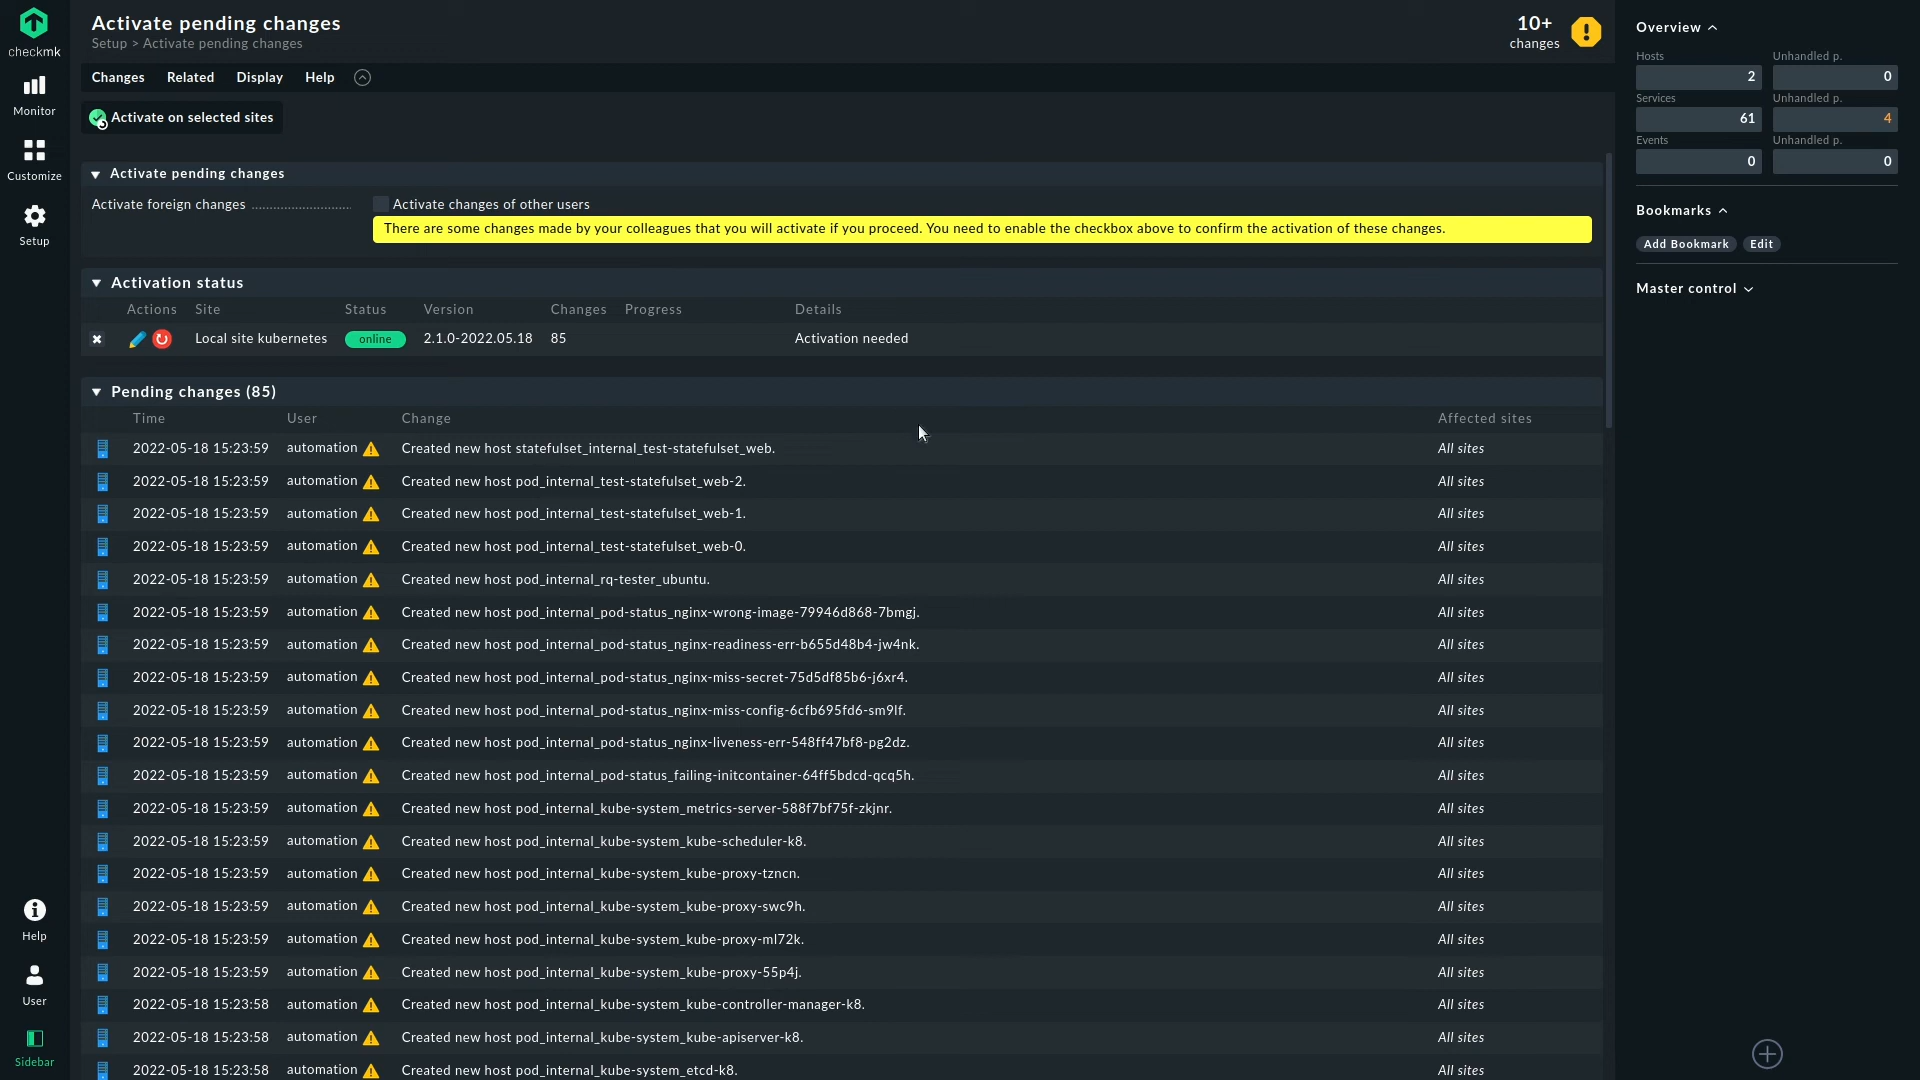 Activate pending changes
Setup > Activate pending changes
10+
changes
checkmk
Monitor
Customize
Setup
Help
User
Sidebar
Changes Related Display Help
Activate on selected sites
Activate pending changes
Activate foreign changes ......................... Activate changes of other users
There are some changes made by your colleagues that you will activate if you proceed. You need to enable the checkbox above to confirm the activation of these changes.
Activation status
Actions Site Status Version Changes Progress Details
Local site kubernetes online 2.1.0-2022.05.18 85 Activation needed
Pending changes (85)
Time User Change Affected sites
2022-05-18 15:23:59 automation Created new host statefulset_internal_test-statefulset_web. All sites
2022-05-18 15:23:59 automation Created new host pod_internal_test-statefulset_web-2. All sites
2022-05-18 15:23:59 automation Created new host pod_internal_test-statefulset_web-1. All sites
2022-05-18 15:23:59 automation Created new host pod_internal_test-statefulset_web-0. All sites
2022-05-18 15:23:59 automation Created new host pod_internal_rq-tester_ubuntu. All sites
2022-05-18 15:23:59 automation Created new host pod_internal_pod-status_nginx-wrong-image-79946d868-7bmgj. All sites
2022-05-18 15:23:59 automation Created new host pod_internal_pod-status_nginx-readiness-err-b655d48b4-jw4nk. All sites
2022-05-18 15:23:59 automation Created new host pod_internal_pod-status_nginx-miss-secret-75d5df85b6-j6xr4. All sites
2022-05-18 15:23:59 automation Created new host pod_internal_pod-status_nginx-miss-config-6cfb695fd6-sm9lf. All sites
2022-05-18 15:23:59 automation Created new host pod_internal_pod-status_nginx-liveness-err-548ff47bf8-pg2dz. All sites
2022-05-18 15:23:59 automation Created new host pod_internal_pod-status_failing-initcontainer-64ff5bdcd-qcq5h. All sites
2022-05-18 15:23:59 automation Created new host pod_internal_kube-system_metrics-server-588f7bf75f-zkjnr. All sites
2022-05-18 15:23:59 automation Created new host pod_internal_kube-system_kube-scheduler-k8. All sites
2022-05-18 15:23:59 automation Created new host pod_internal_kube-system_kube-proxy-tzncn. All sites
2022-05-18 15:23:59 automation Created new host pod_internal_kube-system_kube-proxy-swc9h. All sites
2022-05-18 15:23:59 automation Created new host pod_internal_kube-system_kube-proxy-ml72k. All sites
2022-05-18 15:23:59 automation Created new host pod_internal_kube-system_kube-proxy-55p4j. All sites
2022-05-18 15:23:58 automation Created new host pod_internal_kube-system_kube-controller-manager-k8. All sites
2022-05-18 15:23:58 automation Created new host pod_internal_kube-system_kube-apiserver-k8. All sites
2022-05-18 15:23:58 automation Created new host pod_internal_kube-system_etcd-k8. All sites
Overview
Hosts Unhandled p.
2 0
Services Unhandled p.
61 4
Events Unhandled p.
0 0
Bookmarks
Add Bookmark Edit
Master control